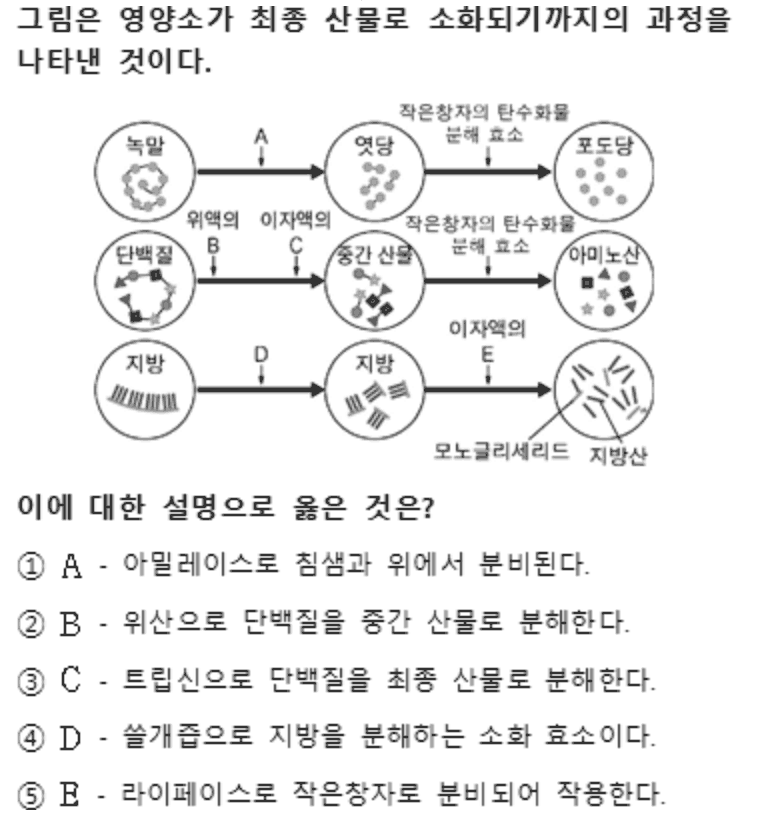 그림은 영양소가 최종 산물로 소화되기까지의 과정을
나타낸 것이다.
작은창자의 탄수화물
분해 효소
녹말
A
엿당
포도당
위액의
B
이자액의
C
작은창자의 탄수화물
분해 효소
단백질
중간 산물
아미노산
이자액의
E
지방
D
지방
모노글리세리드
지방산
이에 대한 설명으로 옳은 것은?
① A - 아밀레이스로 침샘과 위에서 분비된다.
② B - 위산으로 단백질을 중간 산물로 분해한다.
③ C - 트립신으로 단백질을 최종 산물로 분해한다.
④ D - 쓸개즙으로 지방을 분해하는 소화 효소이다.
⑤ E - 라이페이스로 작은창자로 분비되어 작용한다.